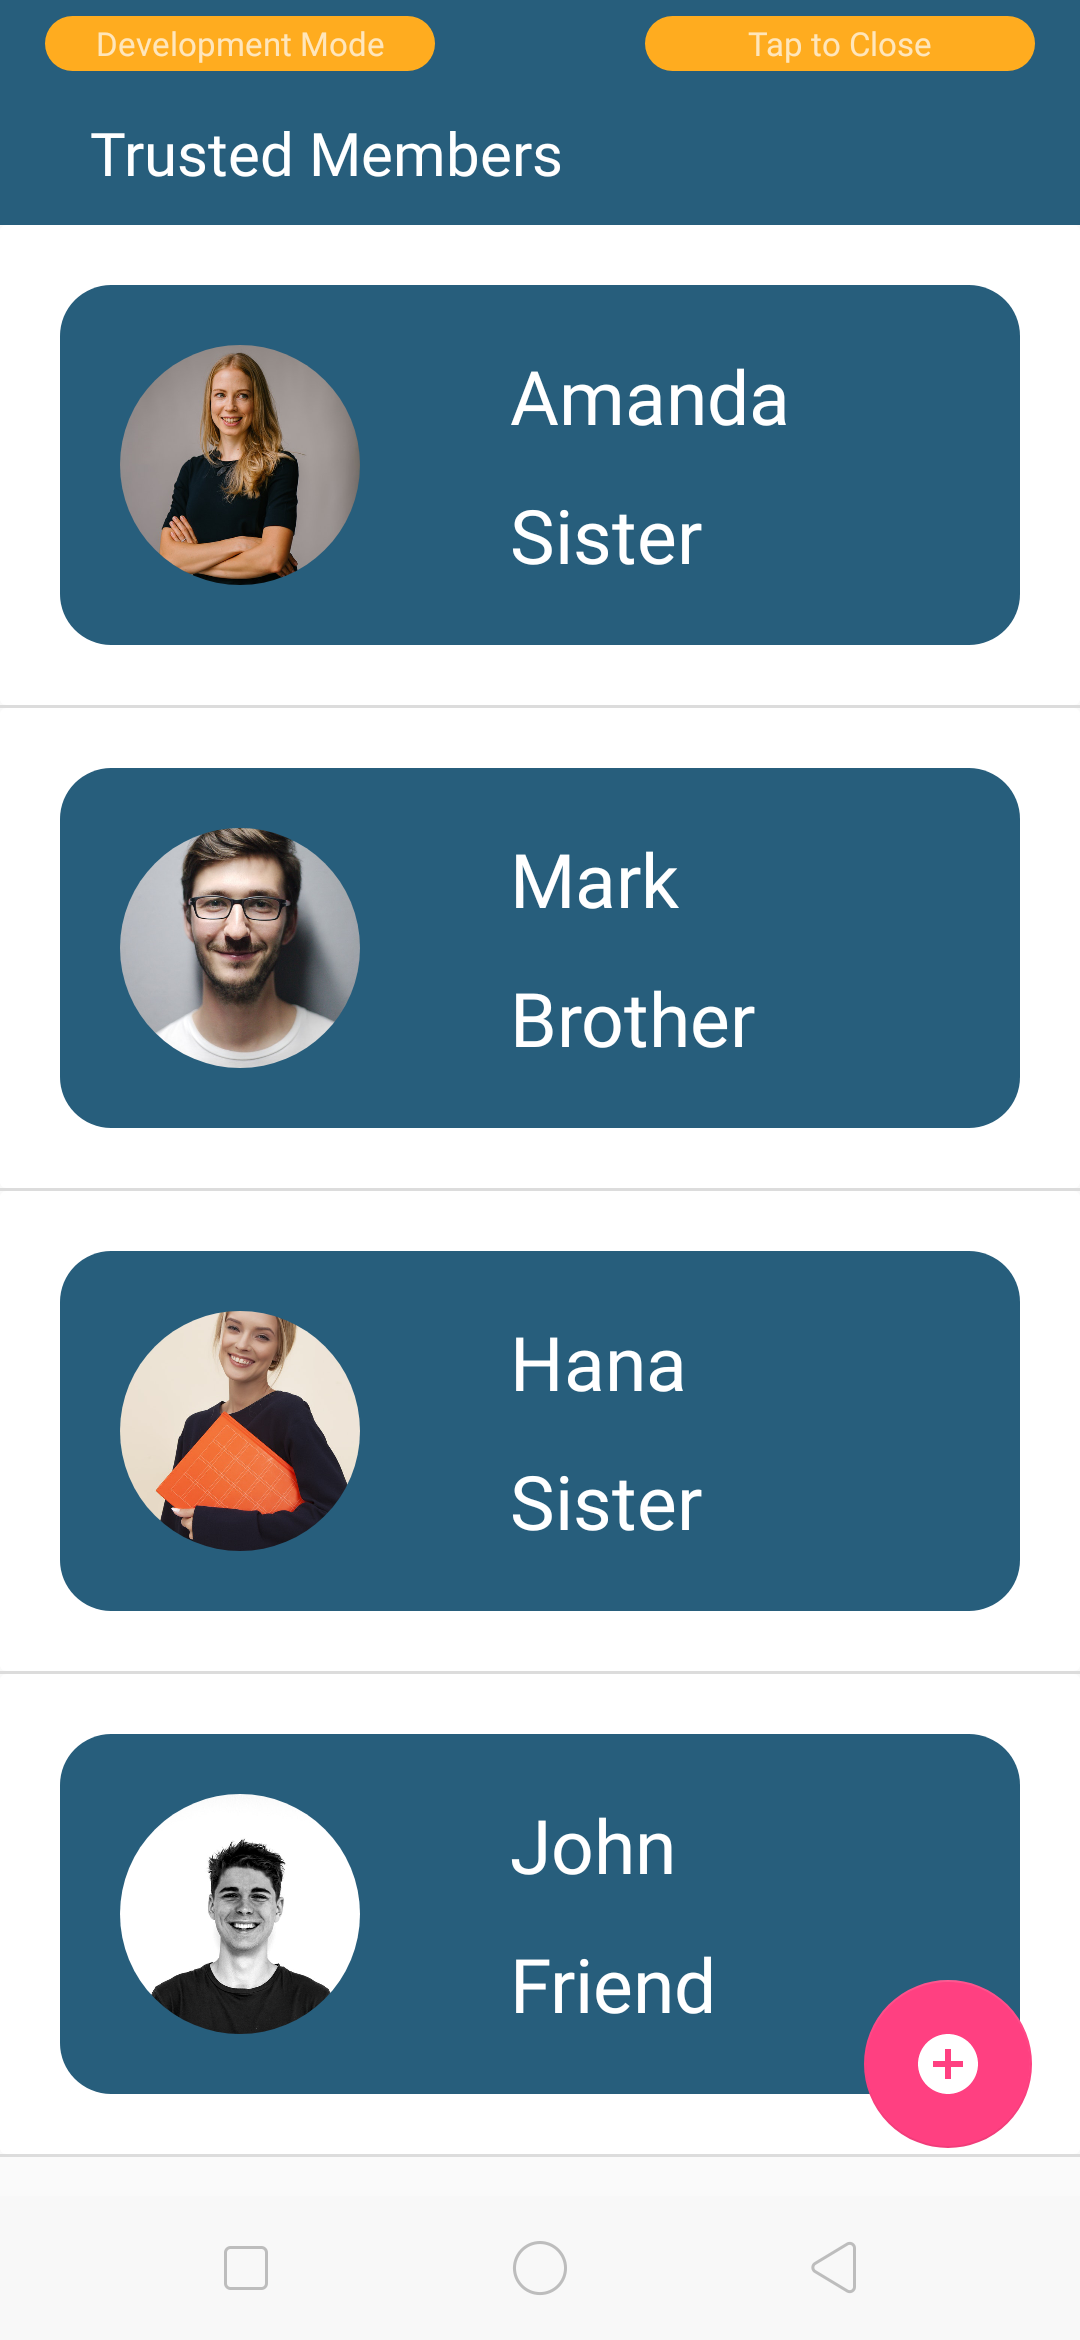 Development Mode
Tap to Close
Trusted Members
Amanda
Sister
Mark
Brother
Hana
Sister
John
Friend